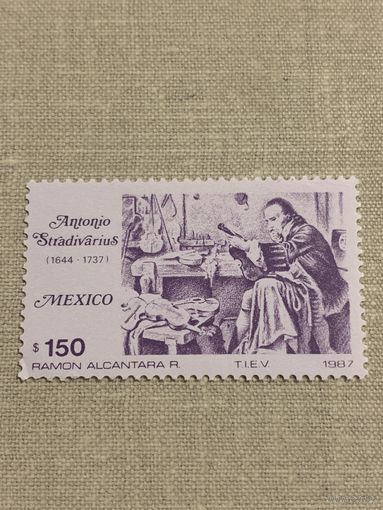 Antonio
Stradivarius
(1644 - 1737)
MEXICO
$ 150
RAMON ALCANTARA R. T.I.E.V. 1987